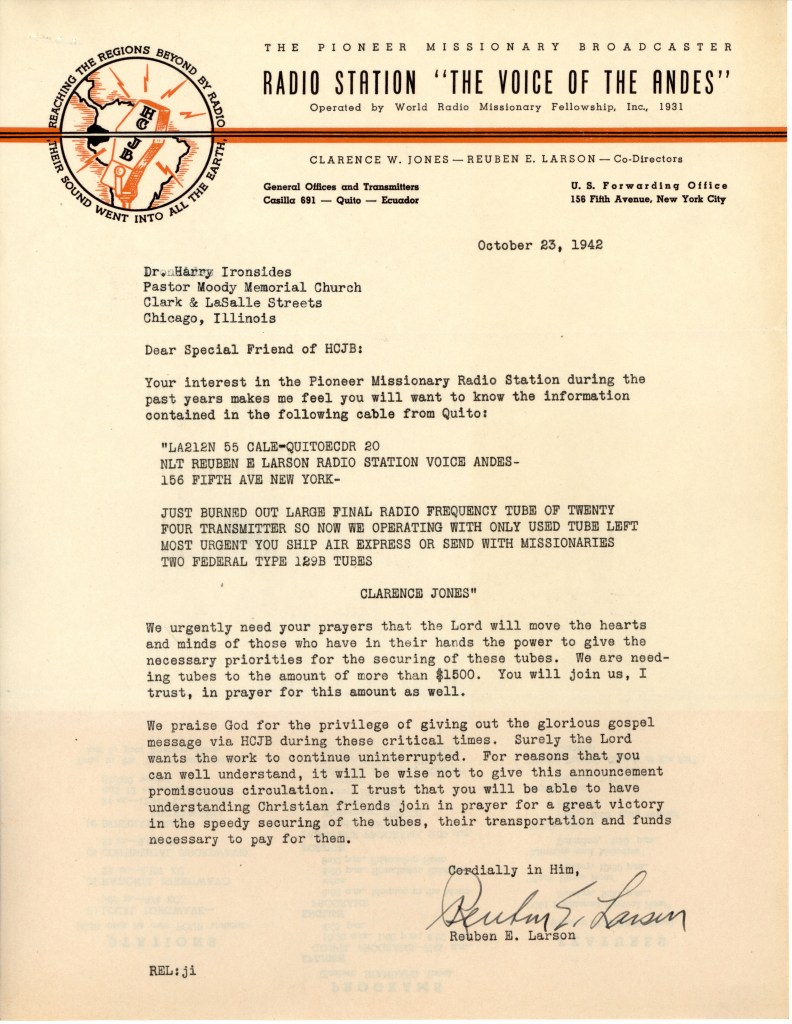 REACHING THE REGIONS BEYOND BY RADIO
THEIR SOUND WENT INTO ALL THE EARTH,
HCJB
THE PIONEER MISSIONARY BROADCASTER
RADIO STATION "THE VOICE OF THE ANDES"
Operated by World Radio Missionary Fellowship, Inc., 1931
CLARENCE W. JONES — REUBEN E. LARSON — Co-Directors
General Offices and Transmitters
Casilla 691 — Quito — Ecuador
U. S. Forwarding Office
156 Fifth Avenue, New York City
October 23, 1942
Dr. Harry Ironsides
Pastor Moody Memorial Church
Clark & LaSalle Streets
Chicago, Illinois
Dear Special Friend of HCJB:
Your interest in the Pioneer Missionary Radio Station during the
past years makes me feel you will want to know the information
contained in the following cable from Quito:
"LA212N 55 CALE-QUITOECDR 20
NLT REUBEN E LARSON RADIO STATION VOICE ANDES-
156 FIFTH AVE NEW YORK-
JUST BURNED OUT LARGE FINAL RADIO FREQUENCY TUBE OF TWENTY
FOUR TRANSMITTER SO NOW WE OPERATING WITH ONLY USED TUBE LEFT
MOST URGENT YOU SHIP AIR EXPRESS OR SEND WITH MISSIONARIES
TWO FEDERAL TYPE 129B TUBES
CLARENCE JONES"
We urgently need your prayers that the Lord will move the hearts
and minds of those who have in their hands the power to give the
necessary priorities for the securing of these tubes. We are need-
ing tubes to the amount of more than $1500. You will join us, I
trust, in prayer for this amount as well.
We praise God for the privilege of giving out the glorious gospel
message via HCJB during these critical times. Surely the Lord
wants the work to continue uninterrupted. For reasons that you
can well understand, it will be wise not to give this announcement
promiscuous circulation. I trust that you will be able to have
understanding Christian friends join in prayer for a great victory
in the speedy securing of the tubes, their transportation and funds
necessary to pay for them.
Cordially in Him,
Reuben E. Larson
Reuben E. Larson
REL:ji